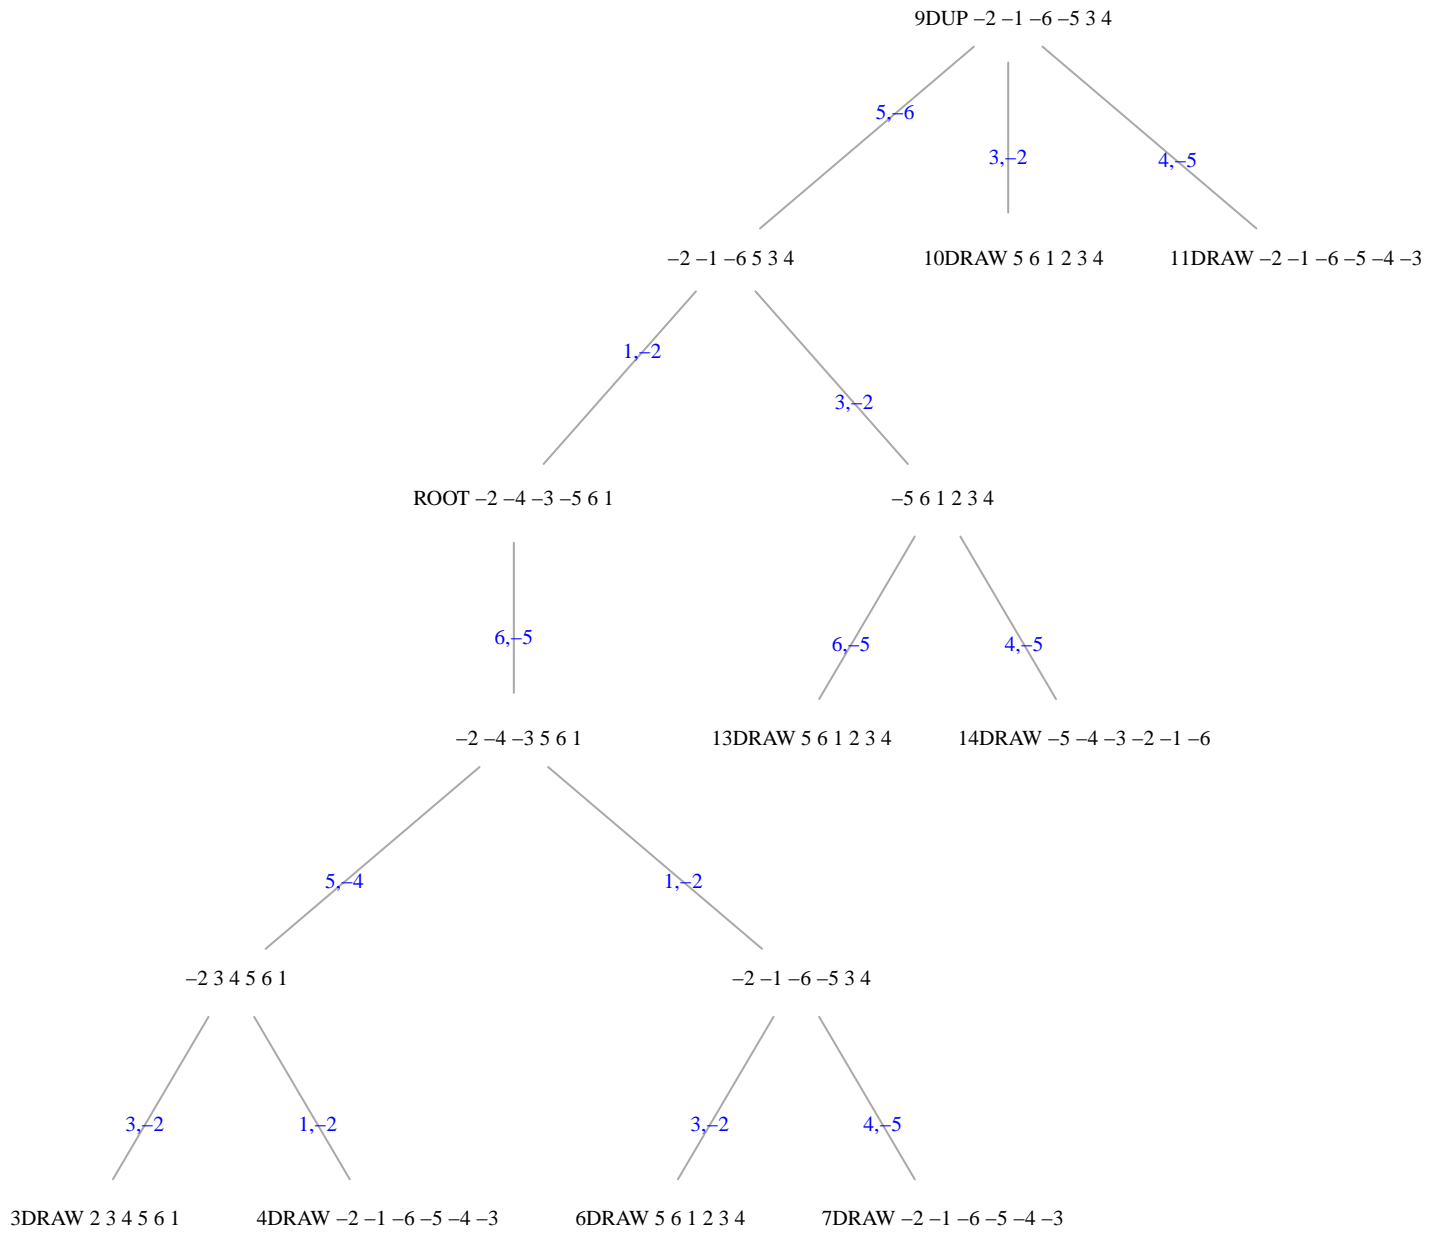 9DUP –2 –1 –6 –5 3 4
5,–6
3,–2
4,–5
–2 –1 –6 5 3 4
10DRAW 5 6 1 2 3 4
11DRAW –2 –1 –6 –5 –4 –3
1,–2
3,–2
ROOT –2 –4 –3 –5 6 1
–5 6 1 2 3 4
6,–5
6,–5
4,–5
–2 –4 –3 5 6 1
13DRAW 5 6 1 2 3 4
14DRAW –5 –4 –3 –2 –1 –6
5,–4
1,–2
–2 3 4 5 6 1
–2 –1 –6 –5 3 4
3,–2
1,–2
3,–2
4,–5
3DRAW 2 3 4 5 6 1
4DRAW –2 –1 –6 –5 –4 –3
6DRAW 5 6 1 2 3 4
7DRAW –2 –1 –6 –5 –4 –3